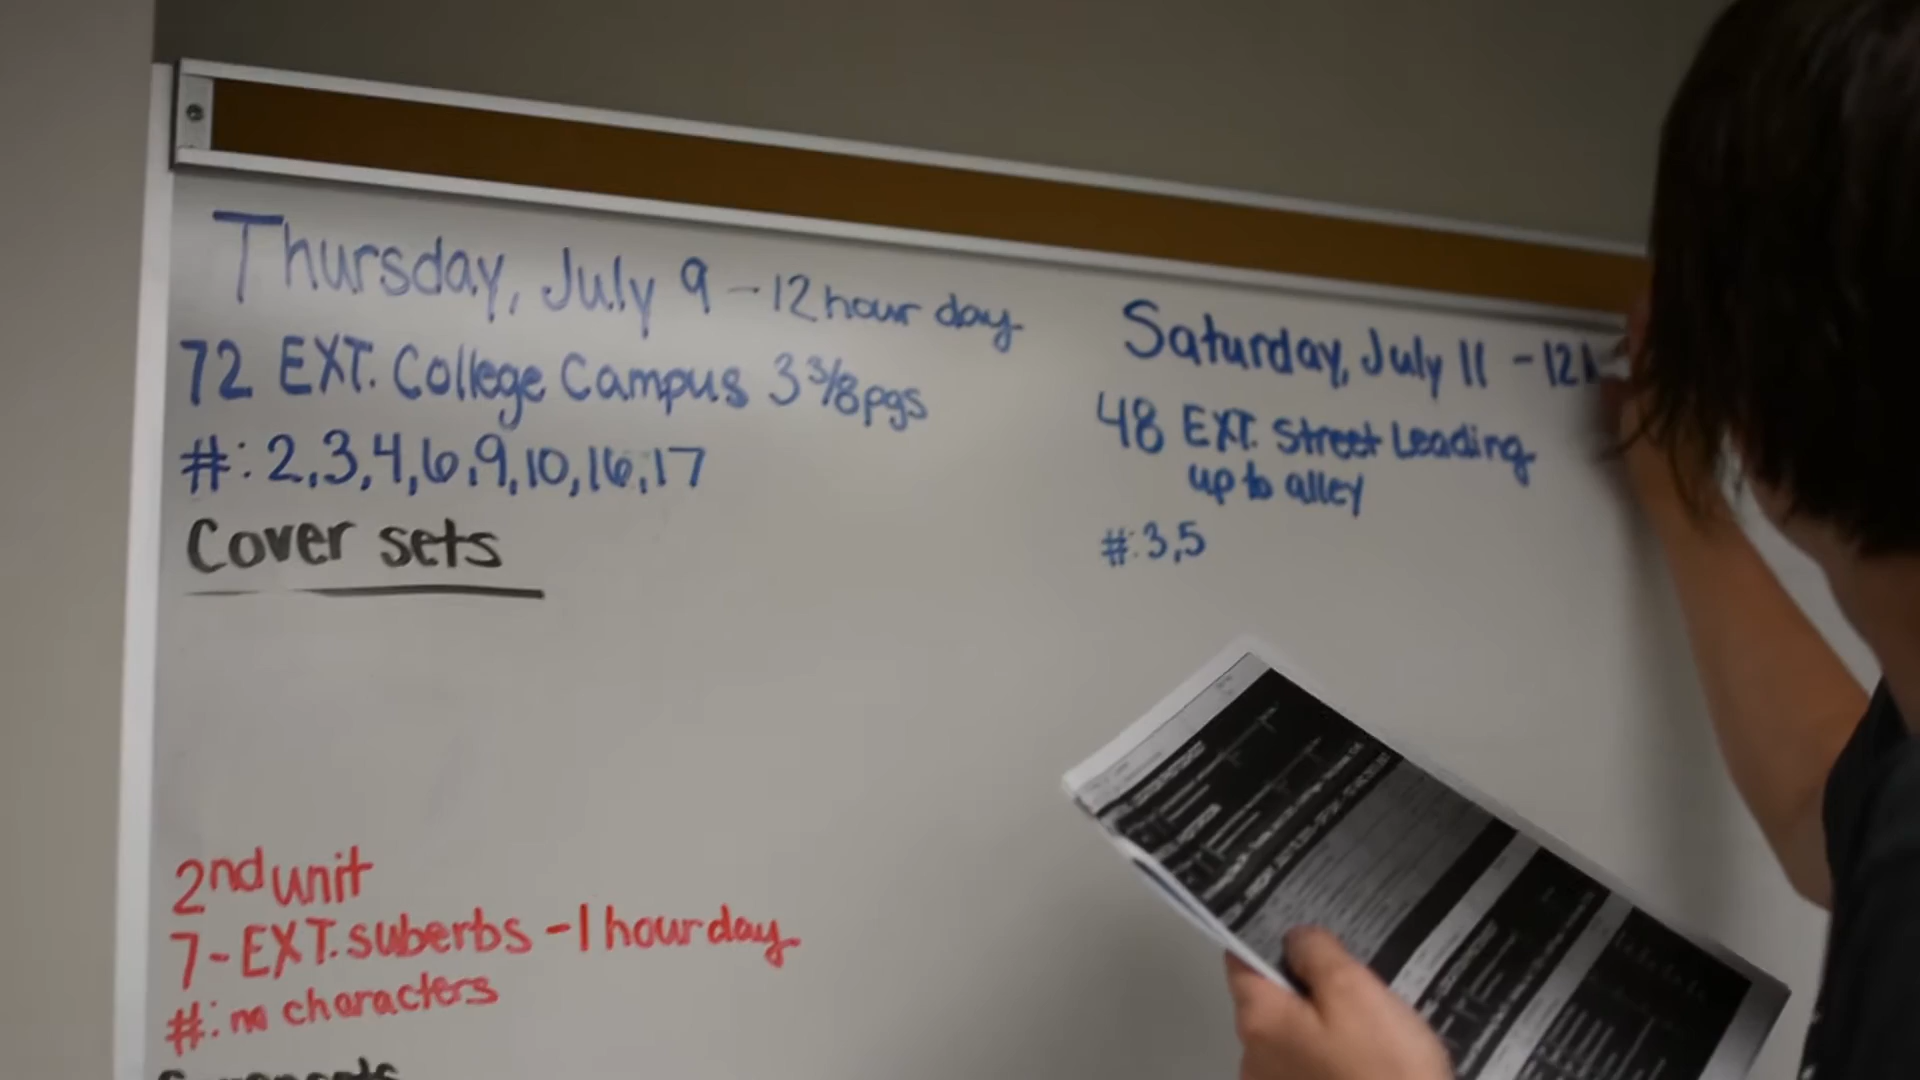 Thursday, July 9 - 12 hour day
72 EXT. College Campus 3 3/8 pgs
#: 2,3,4,6,9,10,16,17
Cover sets
2nd unit
7 - EXT. suberbs - 1 hour day
#: no characters
Saturday, July 11 - 12 h
48 EXT. Street Leading
up to alley
#: 3,5